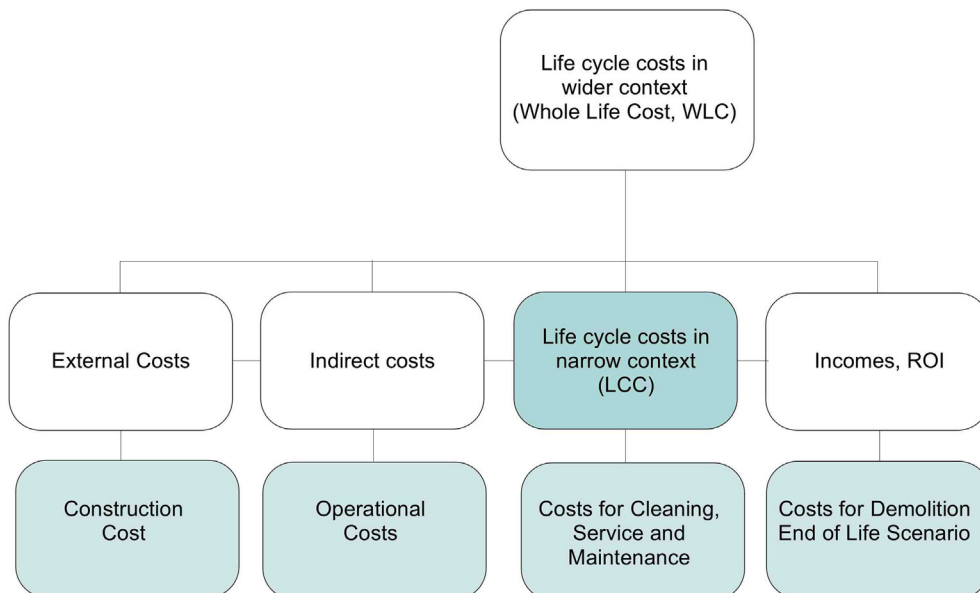 Life cycle costs in
wider context
(Whole Life Cost, WLC)
External Costs
Indirect costs
Life cycle costs in
narrow context
(LCC)
Incomes, ROI
Construction
Cost
Operational
Costs
Costs for Cleaning,
Service and
Maintenance
Costs for Demolition
End of Life Scenario